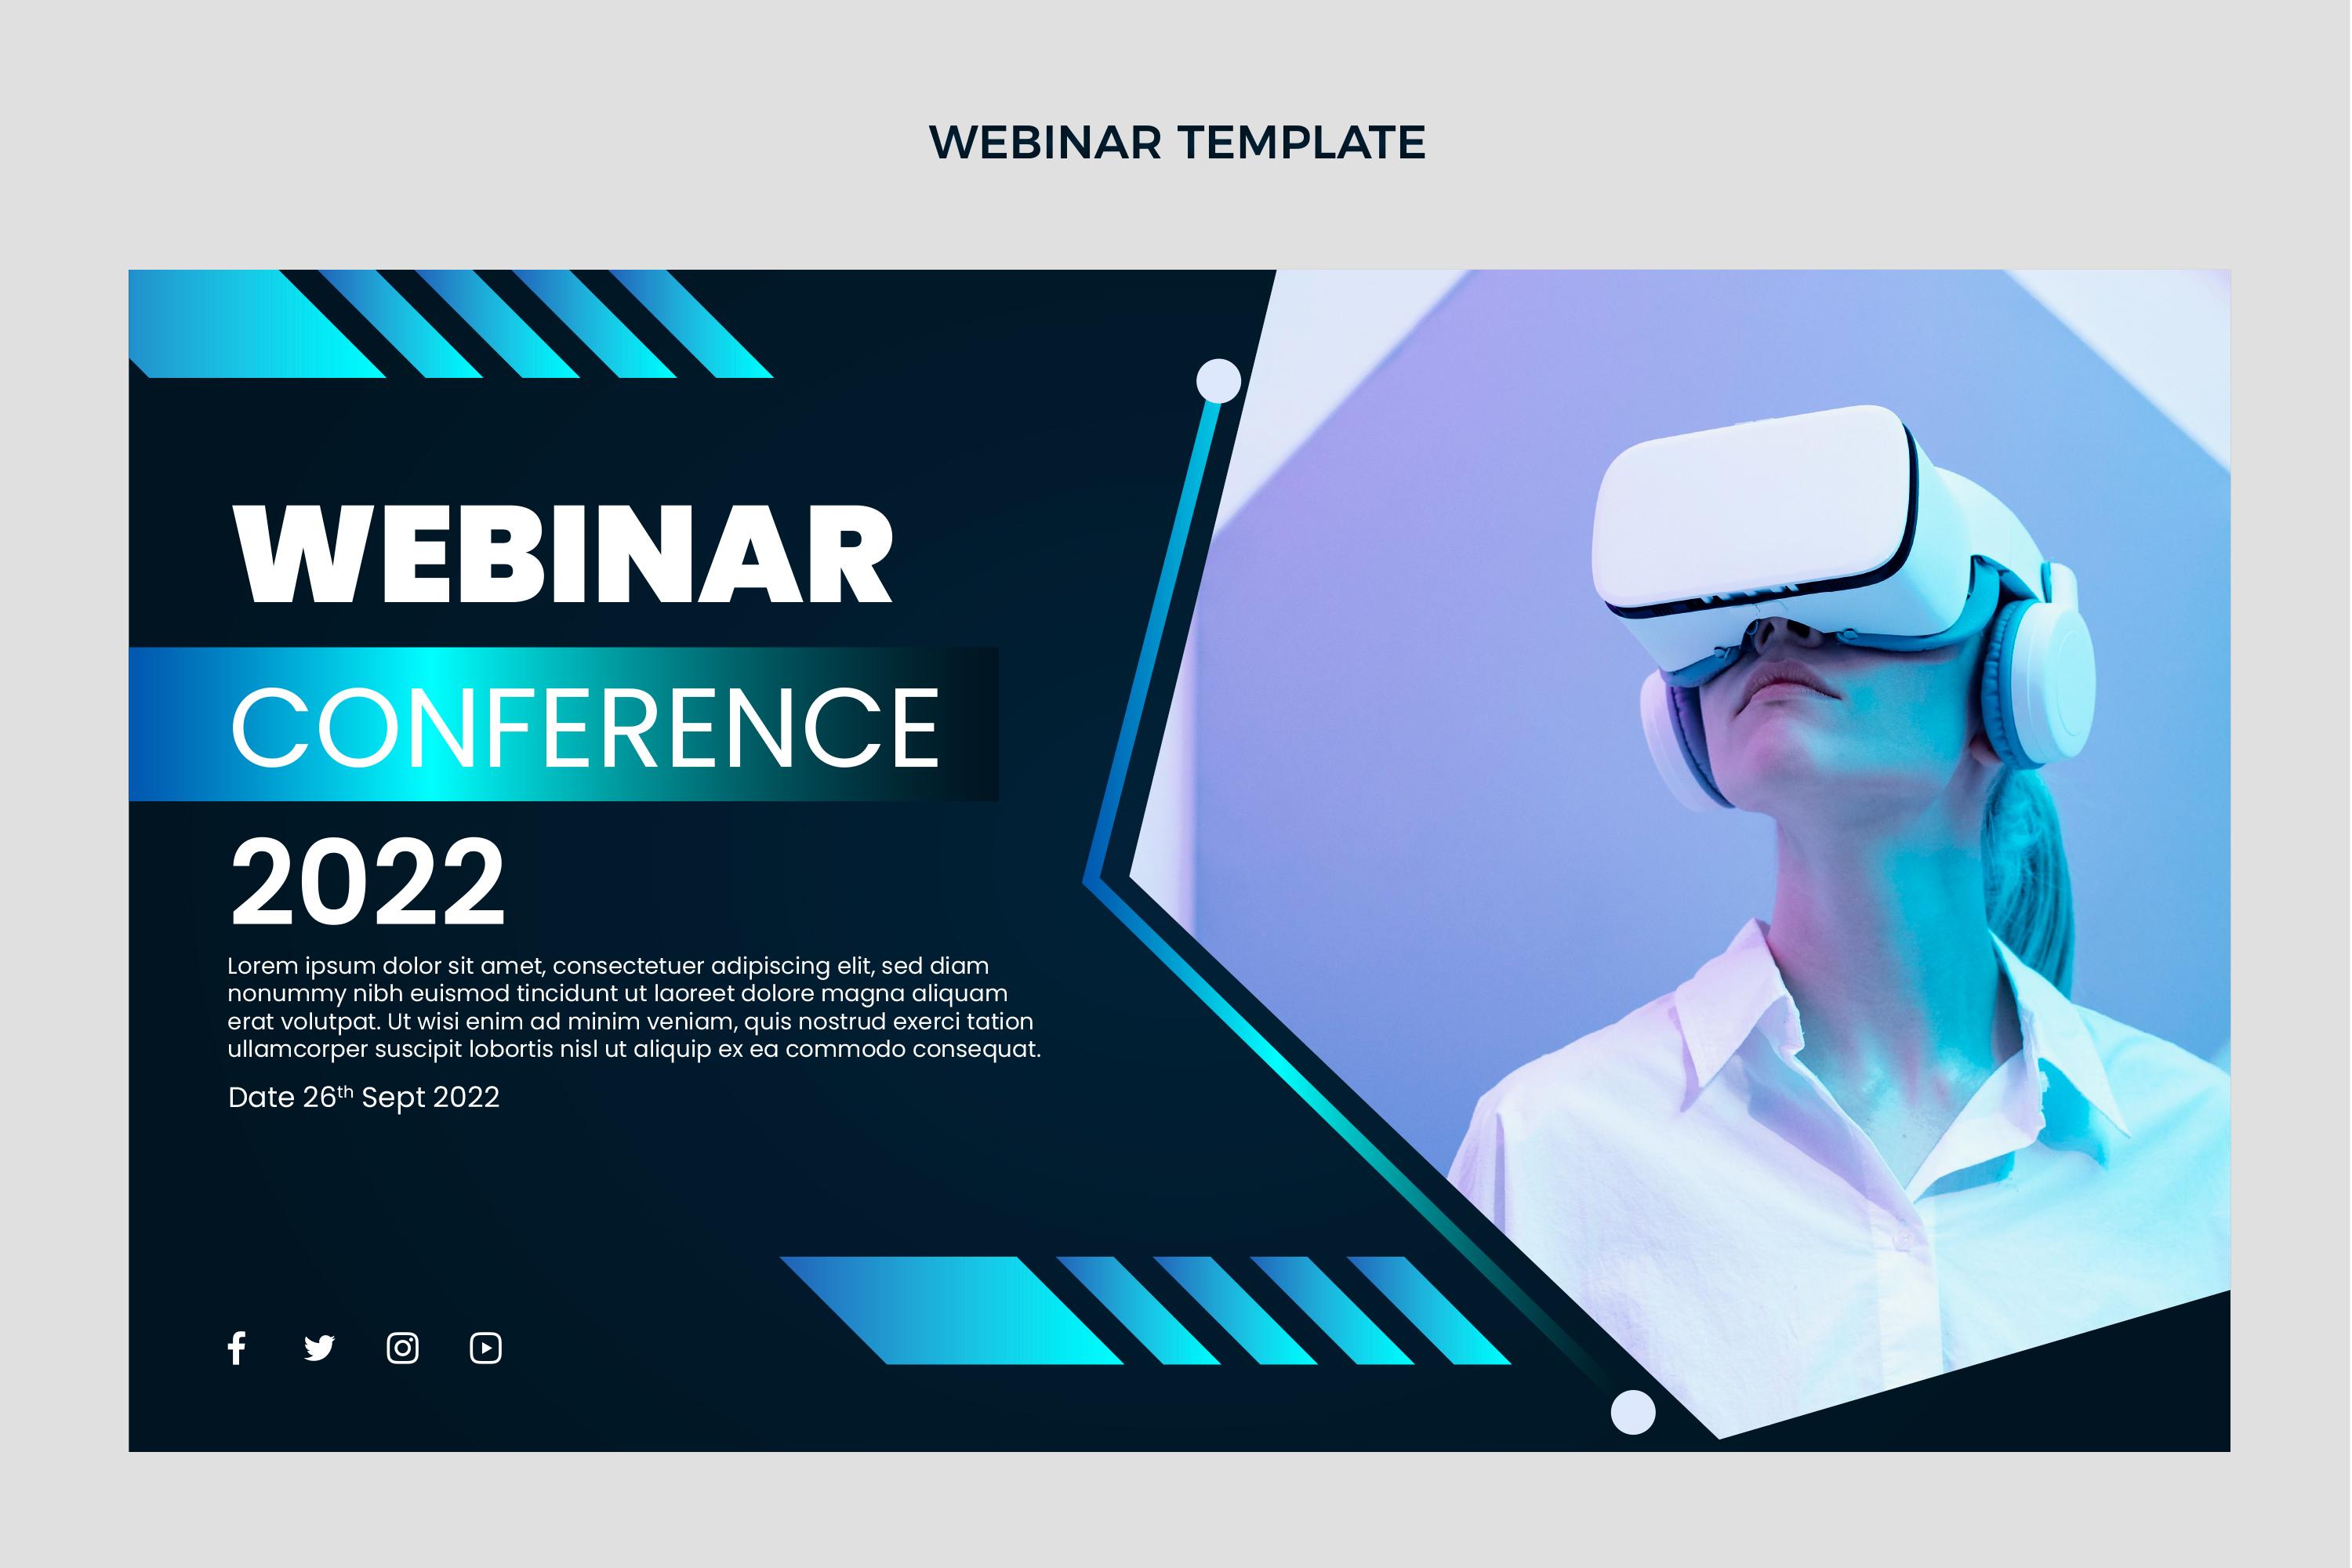 WEBINAR TEMPLATE
WEBINAR
CONFERENCE
2022
Lorem ipsum dolor sit amet, consectetuer adipiscing elit, sed diam
nonummy nibh euismod tincidunt ut laoreet dolore magna aliquam
erat volutpat. Ut wisi enim ad minim veniam, quis nostrud exerci tation
ullamcorper suscipit lobortis nisl ut aliquip ex ea commodo consequat.
Date 26th Sept 2022